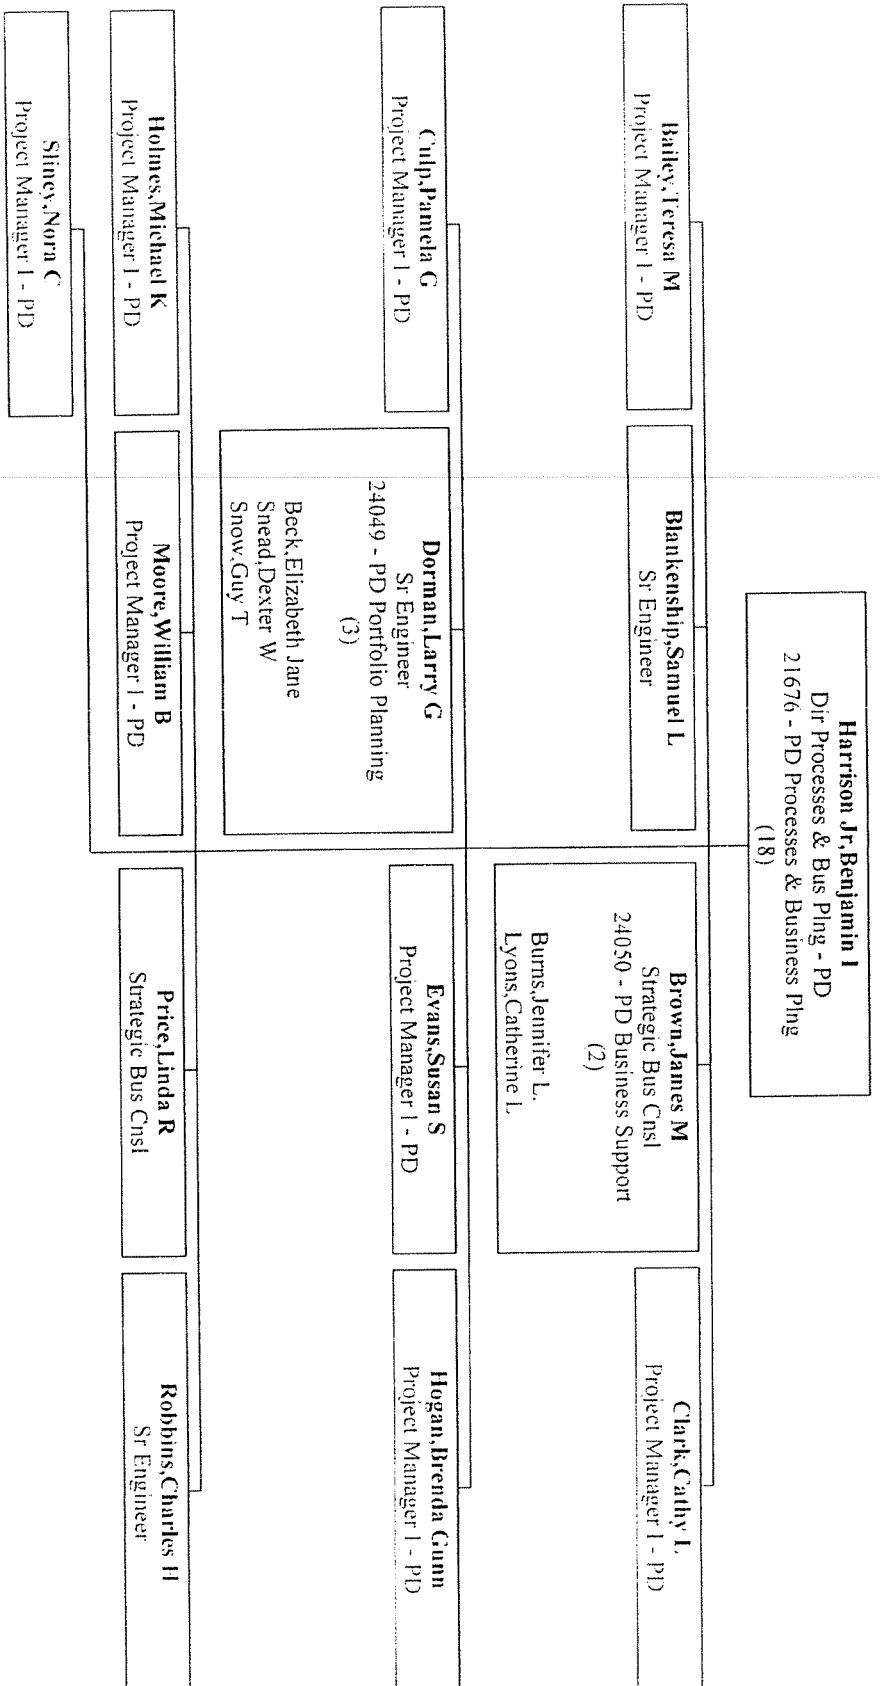 Harrison Jr,Benjamin I
Dir Processes & Bus Plng - PD
21676 - PD Processes & Business Plng
(18)
Bailey,Teresa M
Project Manager I - PD
Blankenship,Samuel L
Sr Engineer
Brown,James M
Strategic Bus Cnsl
24050 - PD Business Support
(2)
Burns,Jennifer L.
Lyons,Catherine L
Clark,Cathy L
Project Manager I - PD
Culp,Pamela G
Project Manager I - PD
Dorman,Larry G
Sr Engineer
24049 - PD Portfolio Planning
(3)
Beck,Elizabeth Jane
Snead,Dexter W
Snow,Guy T
Evans,Susan S
Project Manager I - PD
Hogan,Brenda Gunn
Project Manager I - PD
Holmes,Michael K
Project Manager I - PD
Moore,William B
Project Manager I - PD
Price,Linda R
Strategic Bus Cnsl
Robbins,Charles H
Sr Engineer
Sliney,Nora C
Project Manager I - PD